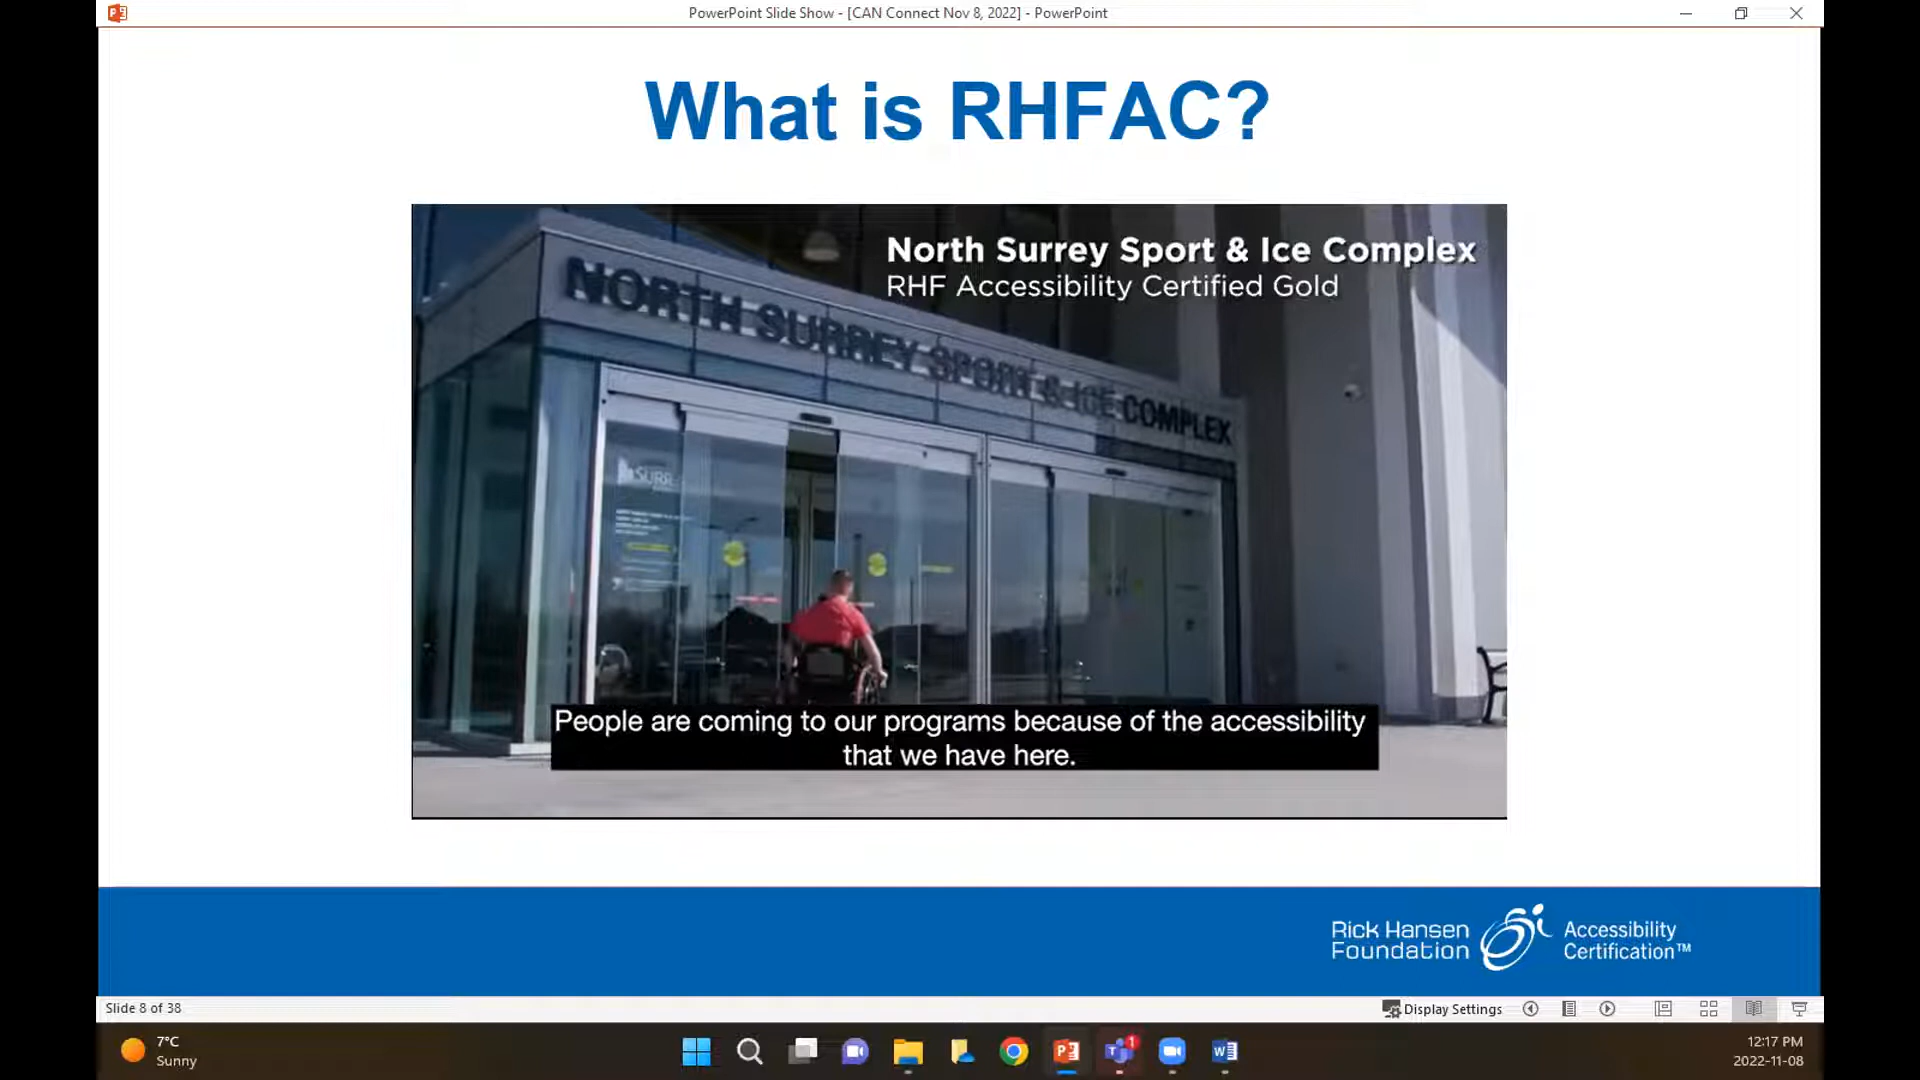 PowerPoint Slide Show - [CAN Connect Nov 8, 2022] - PowerPoint
What is RHFAC?
North Surrey Sport & Ice Complex
RHF Accessibility Certified Gold
NORTH SURREY SPORT & ICE COMPLEX
SURR
People are coming to our programs because of the accessibility
that we have here.
Rick Hansen
Foundation
Accessibility
Certification™
Slide 8 of 38
Display Settings
7°C
Sunny
1
12:17 PM
2022-11-08